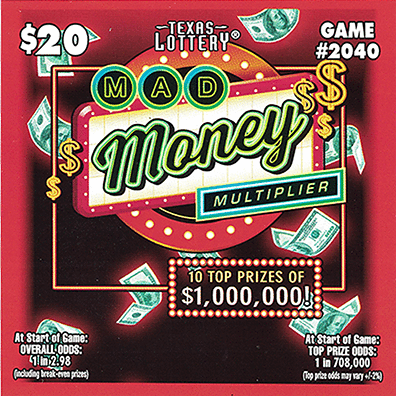 $20
TEXAS
LOTTERY®
GAME
#2040
MAD
Money
MULTIPLIER
10 TOP PRIZES OF
$1,000,000!
At Start of Game:
OVERALL ODDS:
1 in 2.98
(including break-even prizes)
At Start of Game:
TOP PRIZE ODDS:
1 in 708,000
(Top prize odds may vary +/-2%)